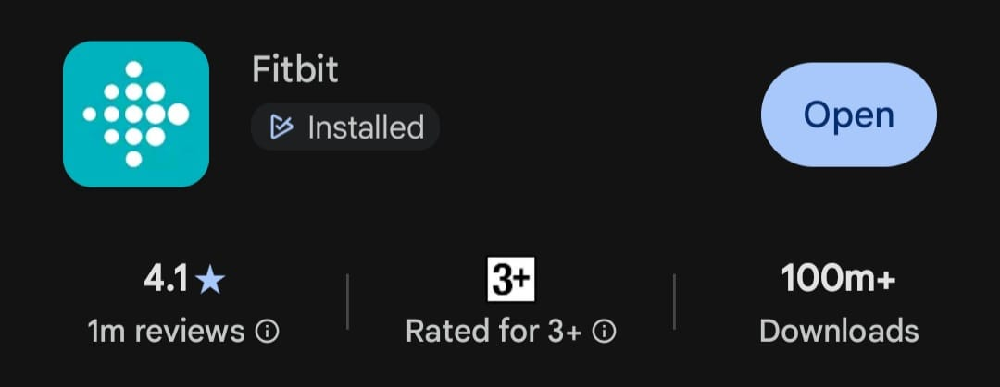 Fitbit
Installed
Open
4.1★
3+
100m+
1m reviews
Rated for 3+
Downloads